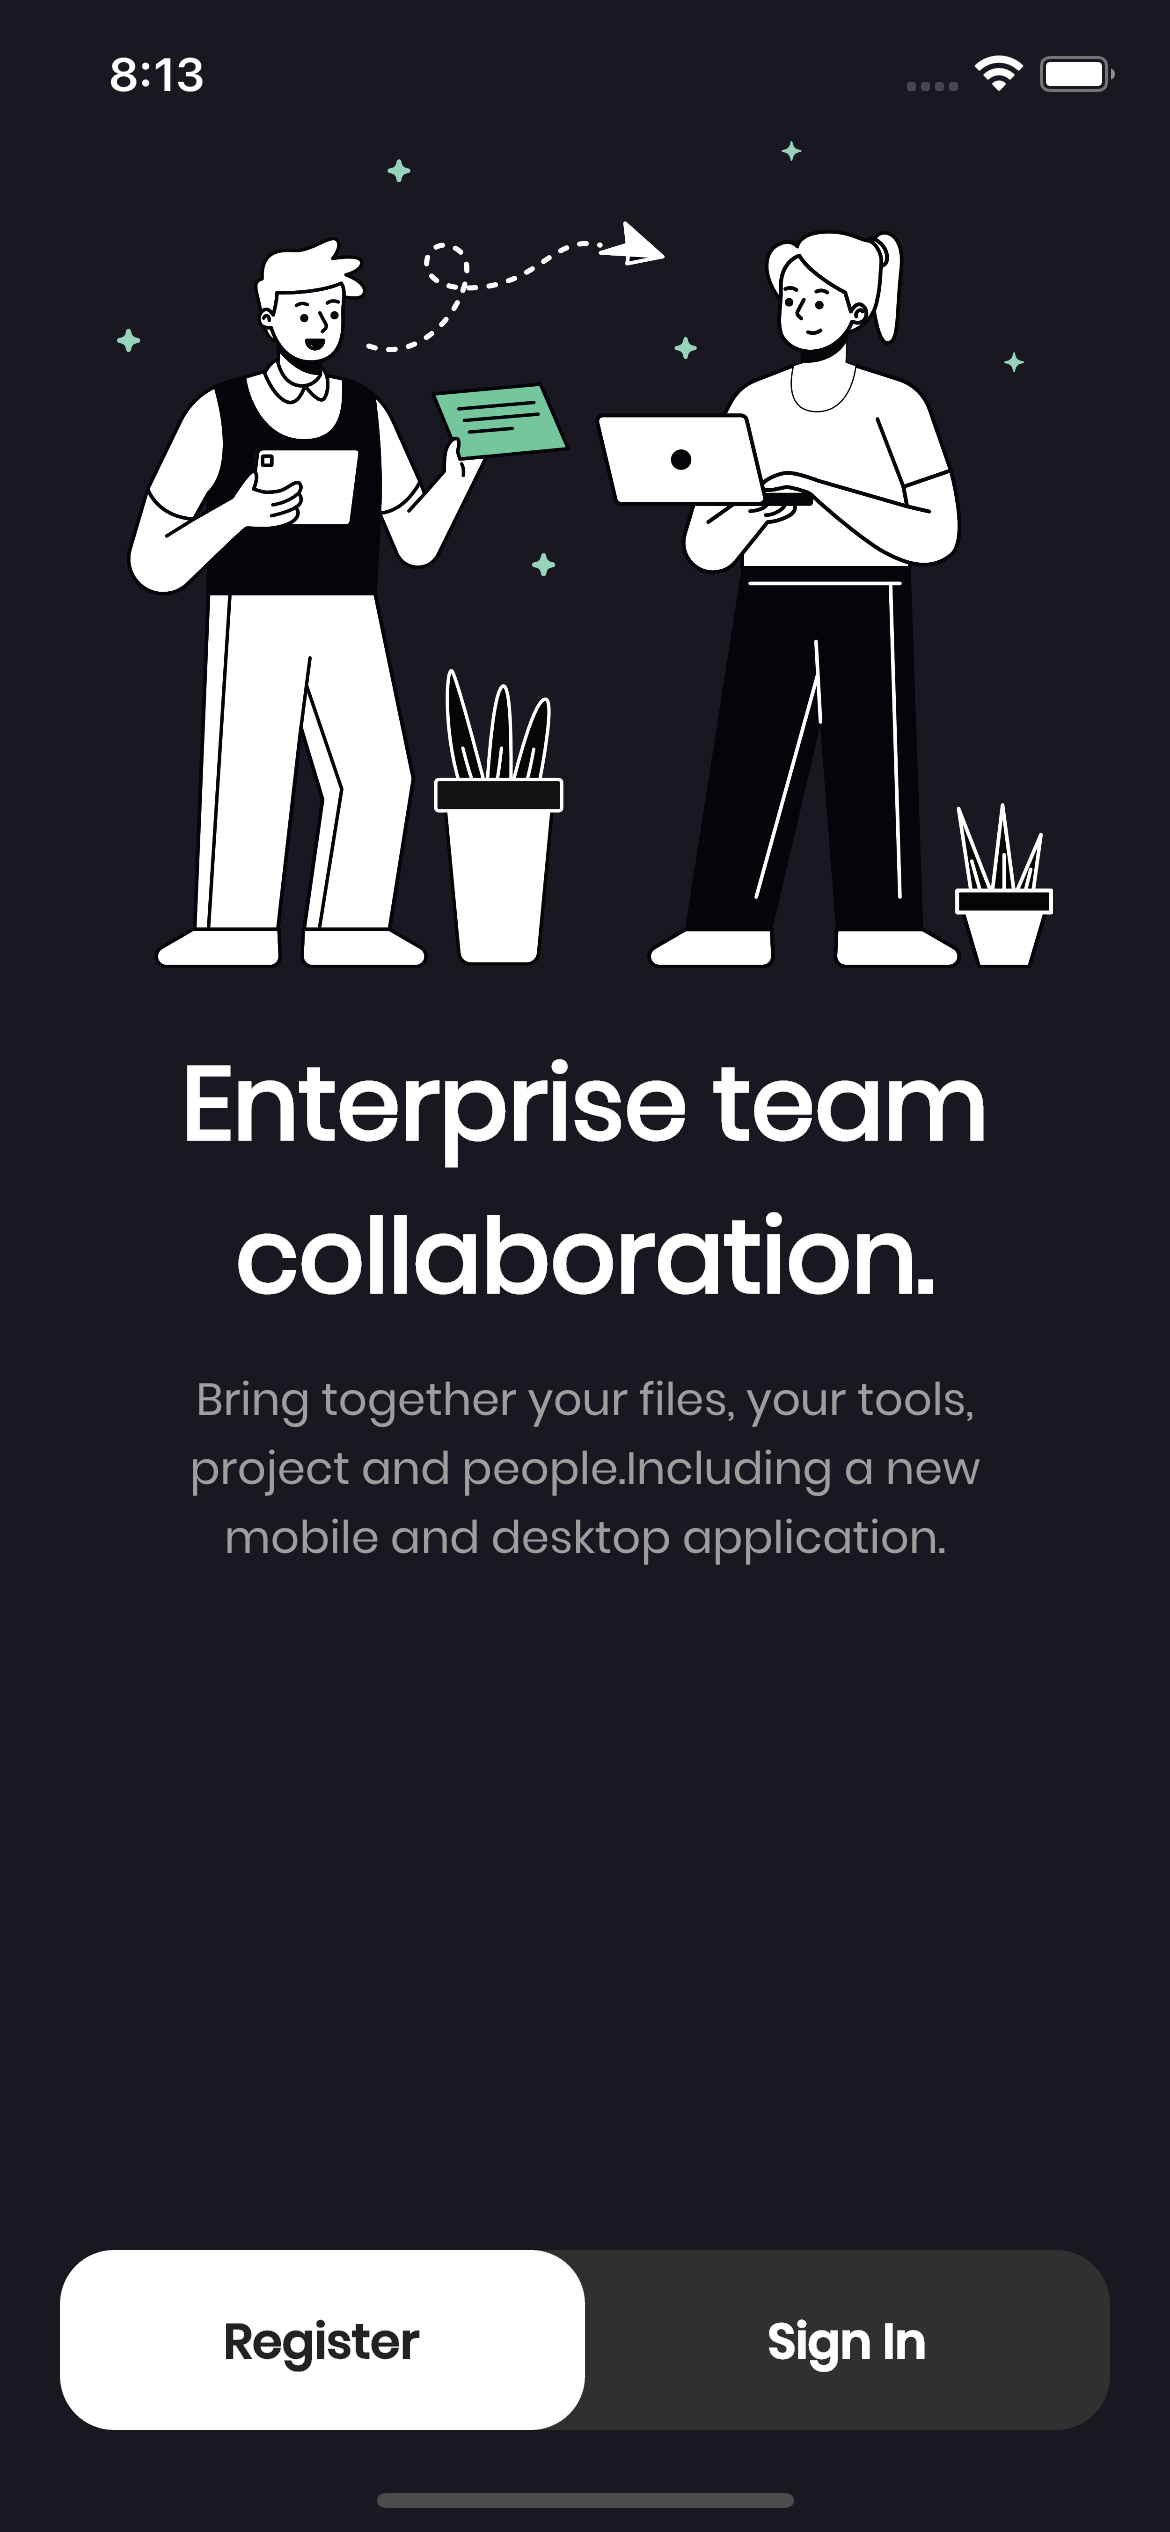 8:13
Enterprise team
collaboration.
Bring together your files, your tools,
project and people.Including a new
mobile and desktop application.
Register
Sign In